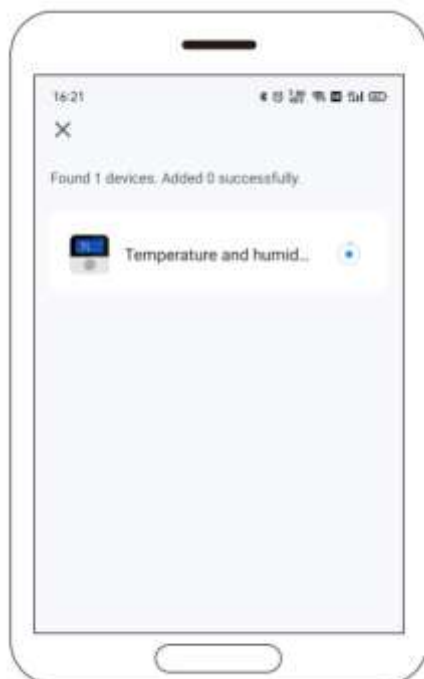 16:21
Found 1 devices. Added 0 successfully.
Temperature and humid...